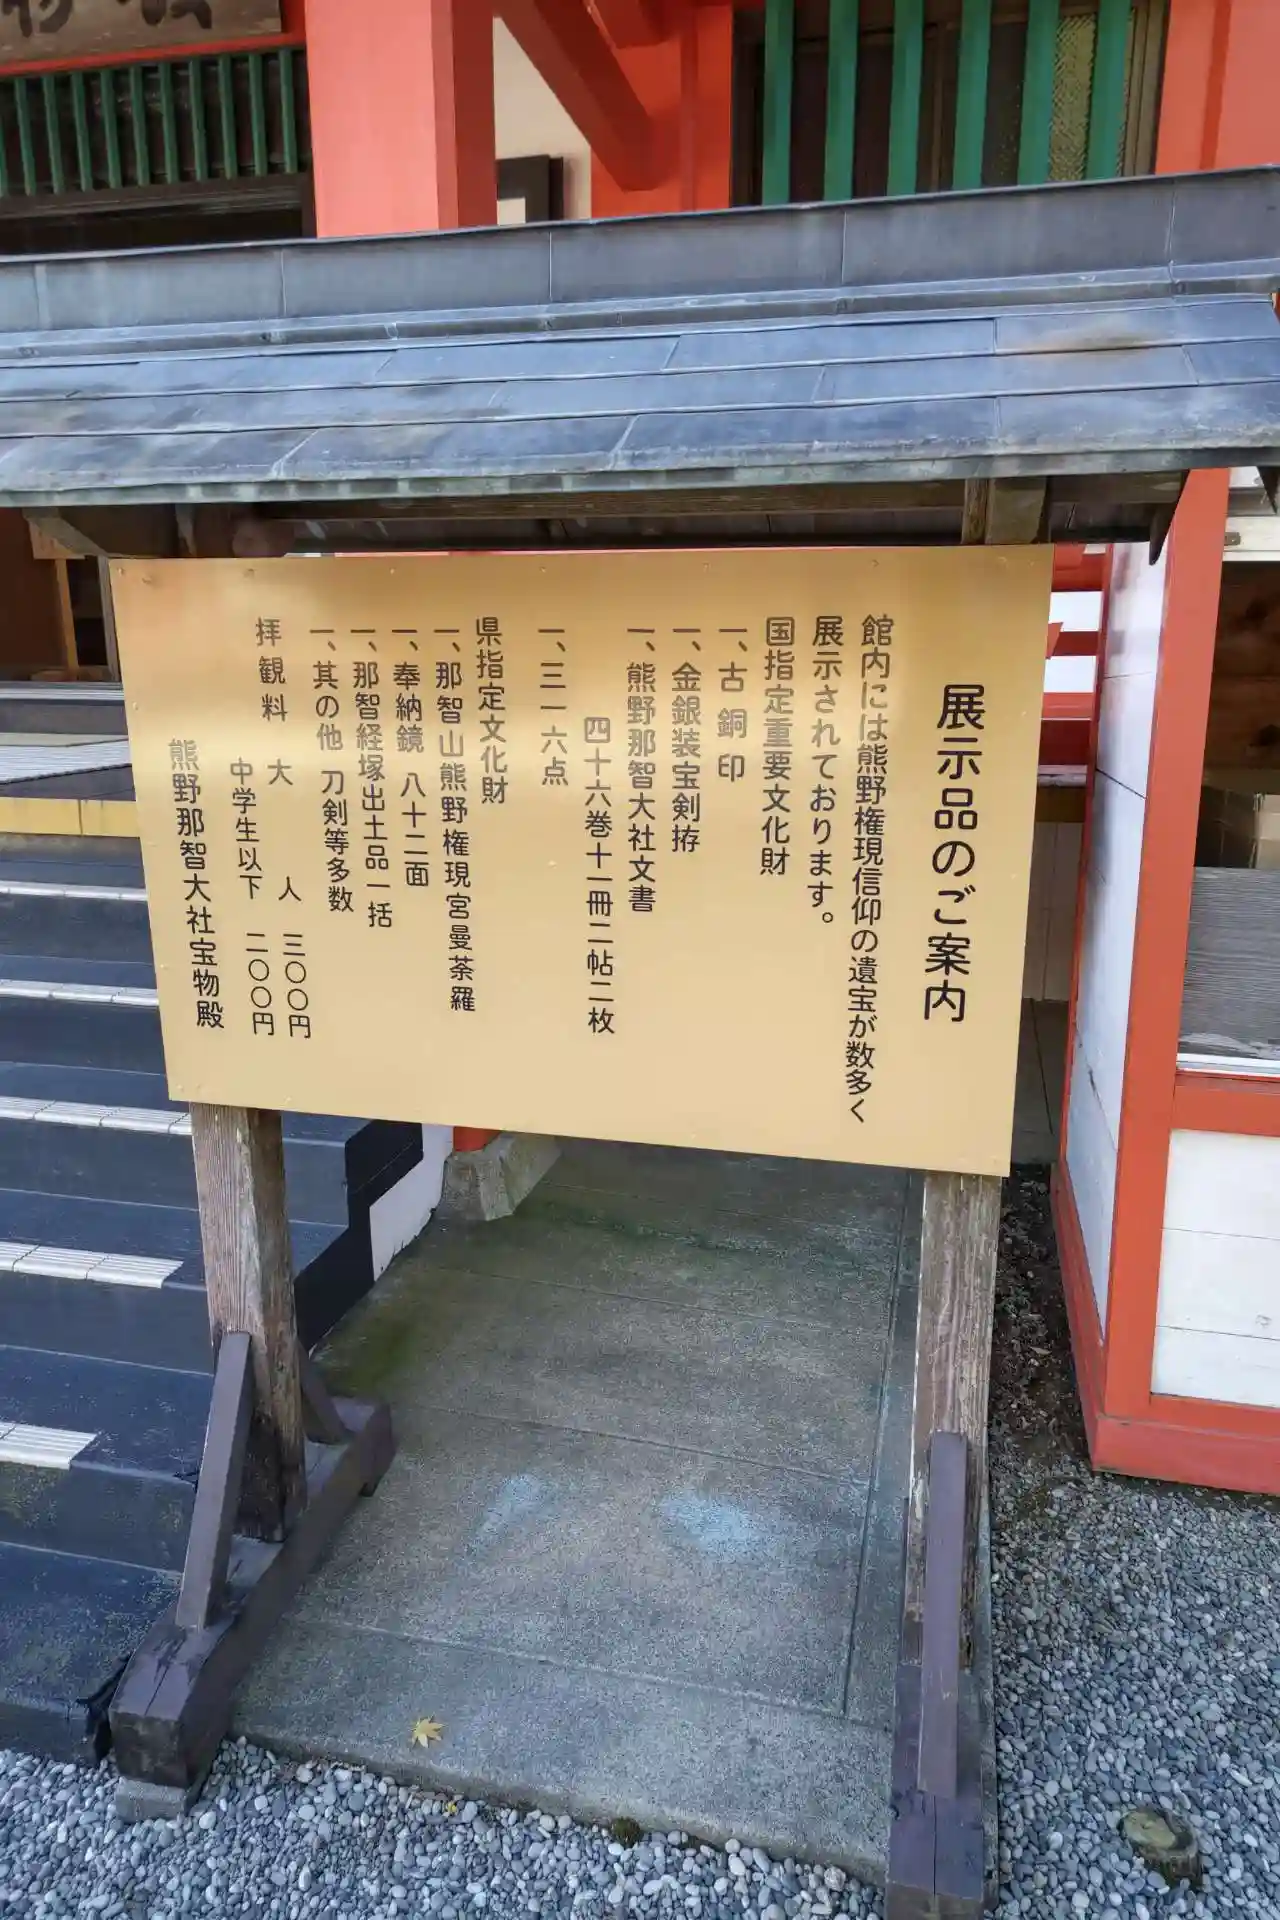 展示品のご案内
館内には熊野権現信仰の遺宝が数多く
展示されております。
国指定重要文化財
一、古銅印
一、金銀装宝剣拵
一、熊野那智大社文書
四十六巻十一冊二帖二枚
一、三一六点
県指定文化財
一、那智山熊野権現宮曼荼羅
一、奉納鏡 八十二面
一、那智経塚出土品一括
一、其の他 刀剣等多数
拝観料 大人 三〇〇円
中学生以下 二〇〇円
熊野那智大社宝物殿